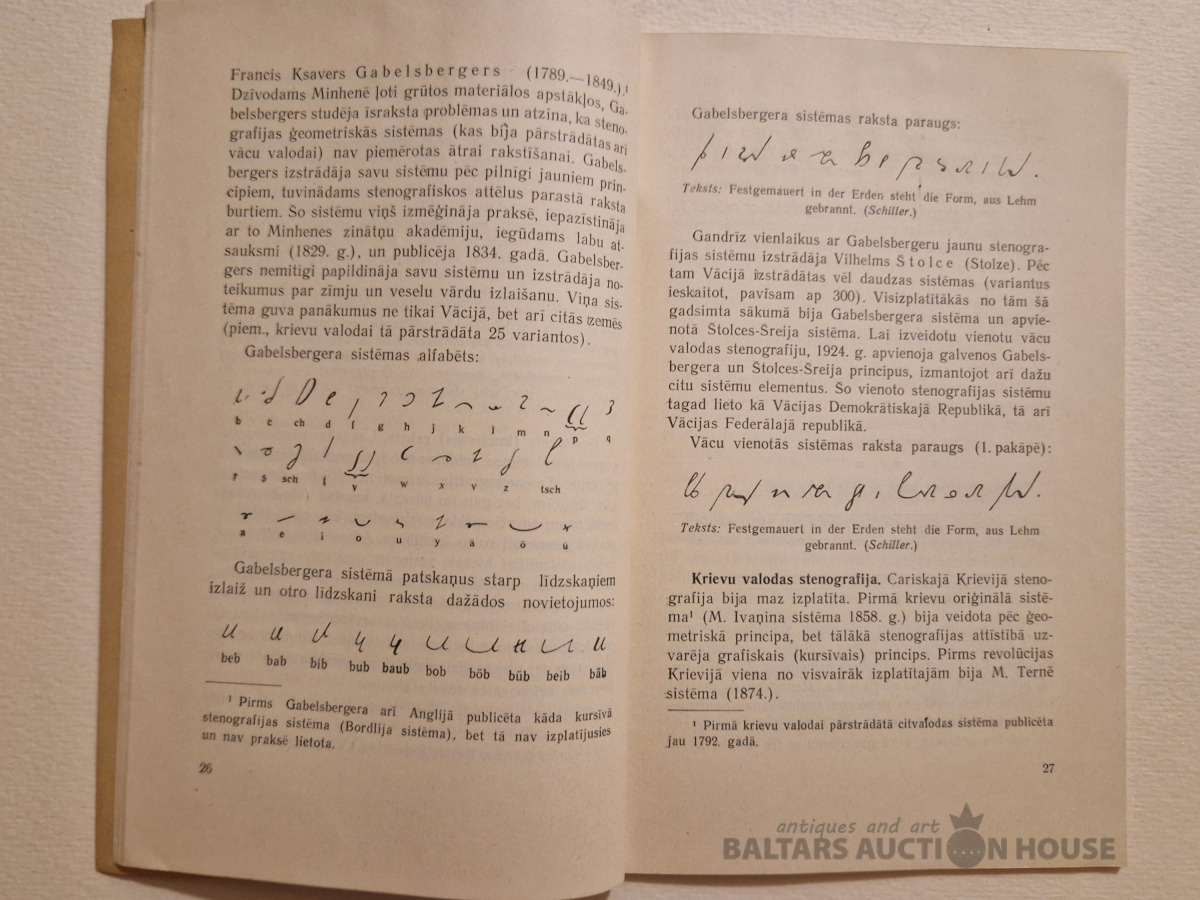 Francis Ksavers Gabelsbergers (1789.—1849.).¹
Dzīvodams Minhenē ļoti grūtos materiālos apstākļos, Ga-
belsbergers studēja īsraksta problēmas un atzina, ka steno-
grafijas ģeometriskās sistēmas (kas bija pārstrādātas arī
vācu valodai) nav piemērotas ātrai rakstīšanai. Gabels-
bergers izstrādāja savu sistēmu pēc pilnīgi jauniem prin-
cipiem, tuvinādams stenografiskos attēlus parastā raksta
burtiem. Šo sistēmu viņš izmēģināja praksē, iepazīstināja
ar to Minhenes zinātņu akadēmiju, iegūdams labu at-
sauksmi (1829. g.), un publicēja 1834. gadā. Gabelsber-
gers nemitīgi papildināja savu sistēmu un izstrādāja no-
teikumus par zīmju un veselu vārdu izlaišanu. Viņa sis-
tēma guva panākumus ne tikai Vācijā, bet arī citās zemēs
(piem., krievu valodai tā pārstrādāta 25 variantos).
Gabelsbergera sistēmas alfabēts:
b c ch d f g h j k l m n p q
r s sch t v w x y z tsch
a e i o u y ä ö ü
Gabelsbergera sistēmā patskaņus starp līdzskaņiem
izlaiž un otro līdzskani raksta dažādos novietojumos:
beb bab bib bub baub bob böb büb beib bäb
¹ Pirms Gabelsbergera arī Anglijā publicēta kāda kursīvā
stenografijas sistēma (Bordlija sistēma), bet tā nav izplatījusies
un nav praksē lietota.
26
Gabelsbergera sistēmas raksta paraugs:
Teksts: Festgemauert in der Erden steht die Form, aus Lehm
gebrannt. (Schiller.)
Gandrīz vienlaikus ar Gabelsbergeru jaunu stenogra-
fijas sistēmu izstrādāja Vilhelms Štolce (Stolze). Pēc
tam Vācijā izstrādātas vēl daudzas sistēmas (variantus
ieskaitot, pavisam ap 300). Visizplatītākās no tām šā
gadsimta sākumā bija Gabelsbergera sistēma un apvie-
notā Štolces-Šreija sistēma. Lai izveidotu vienotu vācu
valodas stenografiju, 1924. g. apvienoja galvenos Gabels-
bergera un Štolces-Šreija principus, izmantojot arī dažu
citu sistēmu elementus. Šo vienoto stenografijas sistēmu
tagad lieto kā Vācijas Demokrātiskajā Republikā, tā arī
Vācijas Federālajā republikā.
Vācu vienotās sistēmas raksta paraugs (1. pakāpē):
Teksts: Festgemauert in der Erden steht die Form, aus Lehm
gebrannt. (Schiller.)
Krievu valodas stenografija. Cariskajā Krievijā steno-
grafija bija maz izplatīta. Pirmā krievu oriģinālā sistē-
ma¹ (M. Ivaņina sistēma 1858. g.) bija veidota pēc ģeo-
metriskā principa, bet tālākā stenografijas attīstībā uz-
varēja grafiskais (kursīvais) princips. Pirms revolūcijas
Krievijā viena no visvairāk izplatītajām bija M. Ternē
sistēma (1874.).
¹ Pirmā krievu valodai pārstrādātā citvalodas sistēma publicēta
jau 1792. gadā.
27
antiques and art
BALTARS AUCTION HOUSE